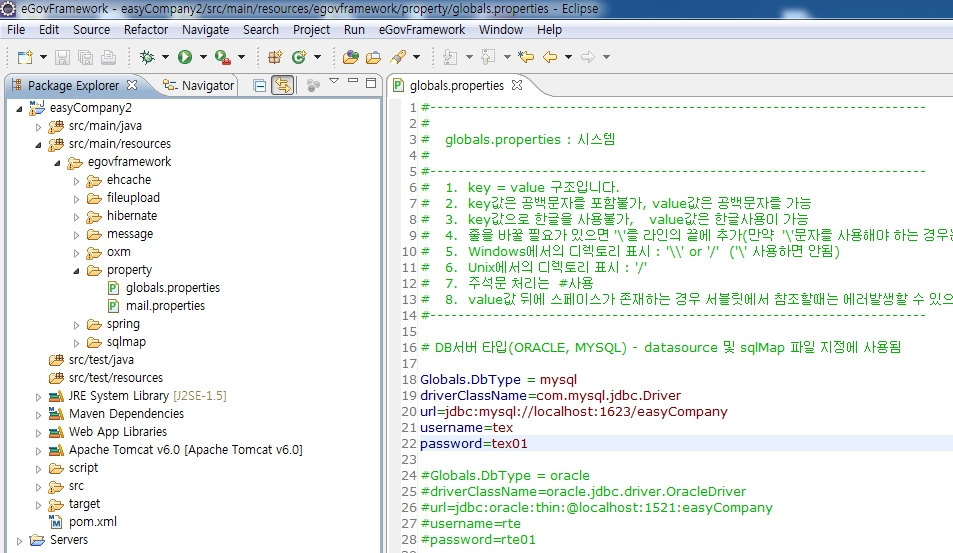 eGovFramework - easyCompany2/src/main/resources/egovframework/property/globals.properties - Eclipse
File Edit Source Refactor Navigate Search Project Run eGovFramework Window Help
Package Explorer
Navigator
easyCompany2
src/main/java
src/main/resources
egovframework
ehcache
fileupload
hibernate
message
oxm
property
globals.properties
mail.properties
spring
sqlmap
src/test/java
src/test/resources
JRE System Library [J2SE-1.5]
Maven Dependencies
Web App Libraries
Apache Tomcat v6.0 [Apache Tomcat v6.0]
script
src
target
pom.xml
Servers
globals.properties
1 #-----------------------------------------------------------------------
2 #
3 # globals.properties : 시스템
4 #
5 #-----------------------------------------------------------------------
6 # 1. key = value 구조입니다.
7 # 2. key값은 공백문자를 포함불가, value값은 공백문자를 가능
8 # 3. key값으로 한글을 사용불가, value값은 한글사용이 가능
9 # 4. 줄을 바꿀 필요가 있으면 '\'를 라인의 끝에 추가(만약 '\'문자를 사용해야 하는 경우는
10 # 5. Windows에서의 디렉토리 표시 : '\\' or '/' ('\' 사용하면 안됨)
11 # 6. Unix에서의 디렉토리 표시 : '/'
12 # 7. 주석문 처리는 #사용
13 # 8. value값 뒤에 스페이스가 존재하는 경우 서블릿에서 참조할때는 에러발생할 수 있으
14 #-----------------------------------------------------------------------
15
16 # DB서버 타입(ORACLE, MYSQL) - datasource 및 sqlMap 파일 지정에 사용됨
17
18 Globals.DbType = mysql
19 driverClassName=com.mysql.jdbc.Driver
20 url=jdbc:mysql://localhost:1623/easyCompany
21 username=tex
22 password=tex01
23
24 #Globals.DbType = oracle
25 #driverClassName=oracle.jdbc.driver.OracleDriver
26 #url=jdbc:oracle:thin:@localhost:1521:easyCompany
27 #username=rte
28 #password=rte01